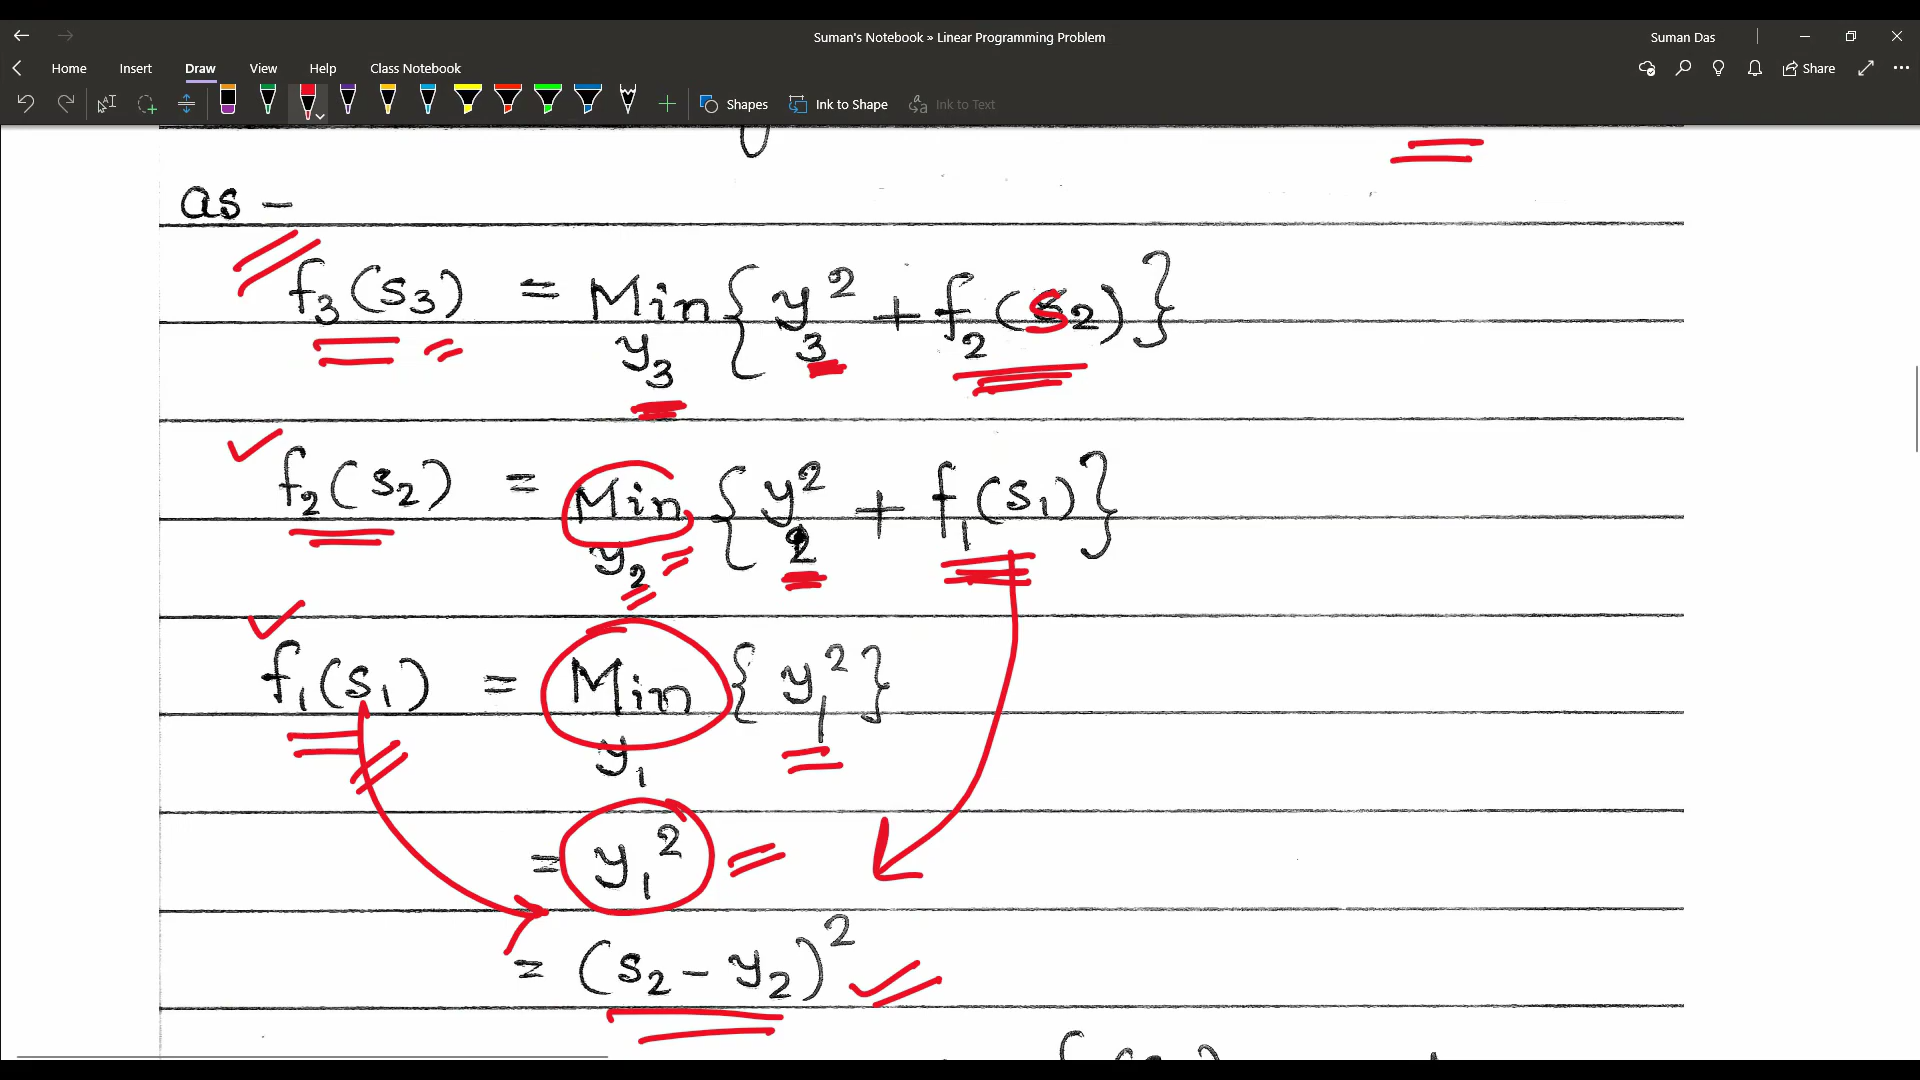 Suman's Notebook » Linear Programming Problem
Suman Das
Home Insert Draw View Help Class Notebook
Share
Shapes Ink to Shape Ink to Text
as -
f₃(s₃) = Min y₃ {y₃² + f₂(s₂)}
f₂(s₂) = Min y₂ {y₂² + f₁(s₁)}
f₁(s₁) = Min y₁ {y₁²}
= y₁²
= (s₂ - y₂)²